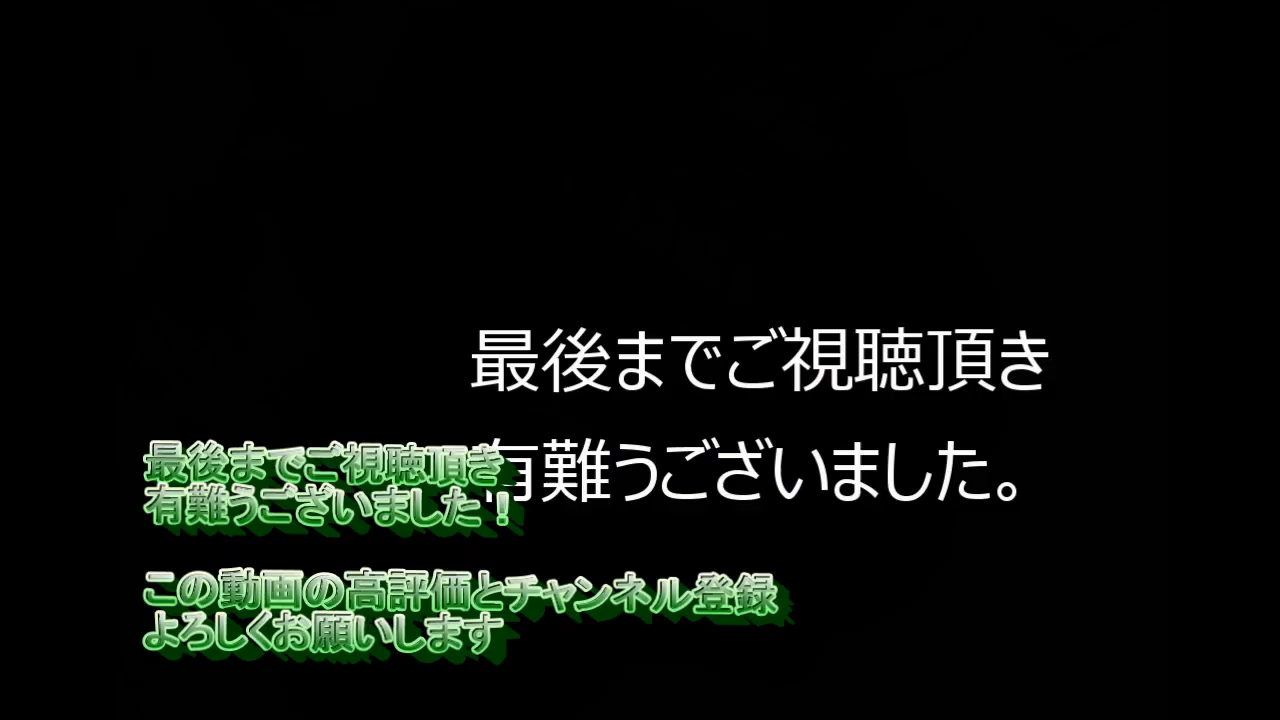 最後までご視聴頂き
有難うございました。
最後までご視聴頂き
有難うございました！
この動画の高評価とチャンネル登録
よろしくお願いします